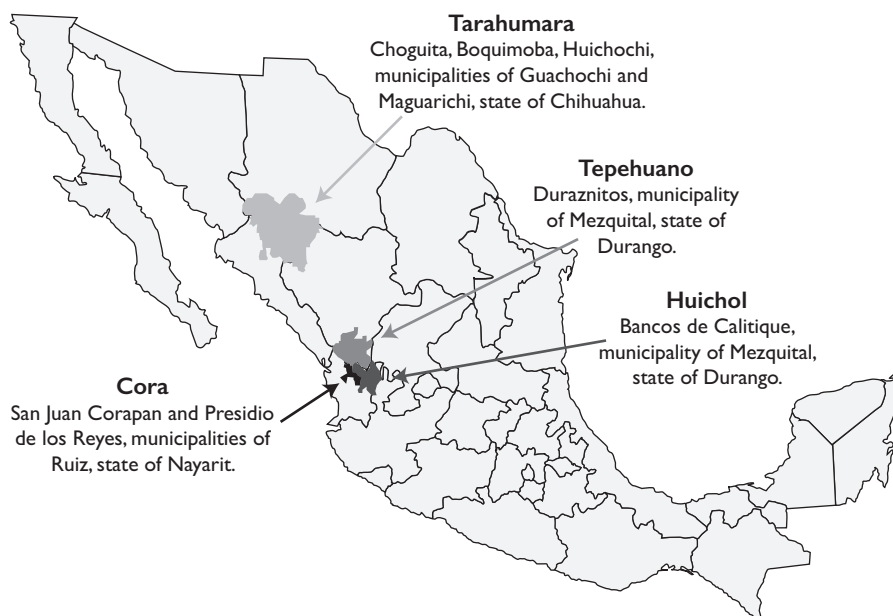 Tarahumara
Choguita, Boquimoba, Huichochi,
municipalities of Guachochi and
Maguarichi, state of Chihuahua.
Tepehuano
Duraznitos, municipality
of Mezquital, state of
Durango.
Huichol
Bancos de Calitique,
municipality of Mezquital,
state of Durango.
Cora
San Juan Corapan and Presidio
de los Reyes, municipalities of
Ruiz, state of Nayarit.